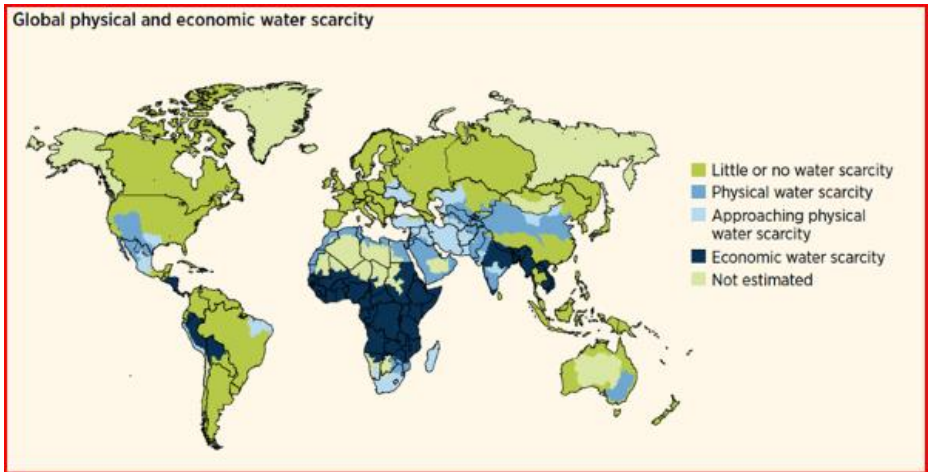 Global physical and economic water scarcity
Little or no water scarcity
Physical water scarcity
Approaching physical
water scarcity
Economic water scarcity
Not estimated